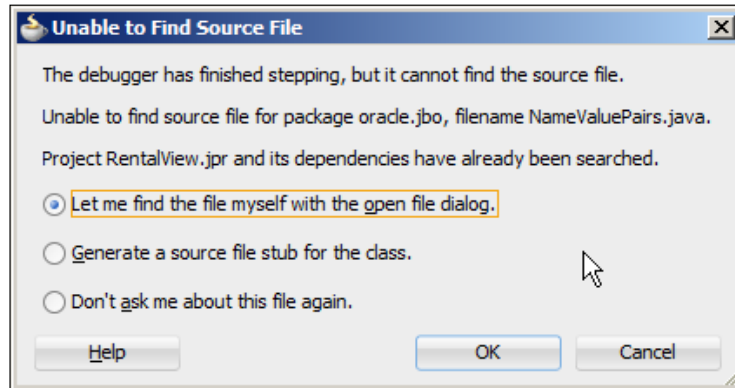 Unable to Find Source File
The debugger has finished stepping, but it cannot find the source file.
Unable to find source file for package oracle.jbo, filename NameValuePairs.java.
Project RentalView.jpr and its dependencies have already been searched.
Let me find the file myself with the open file dialog.
Generate a source file stub for the class.
Don't ask me about this file again.
Help OK Cancel